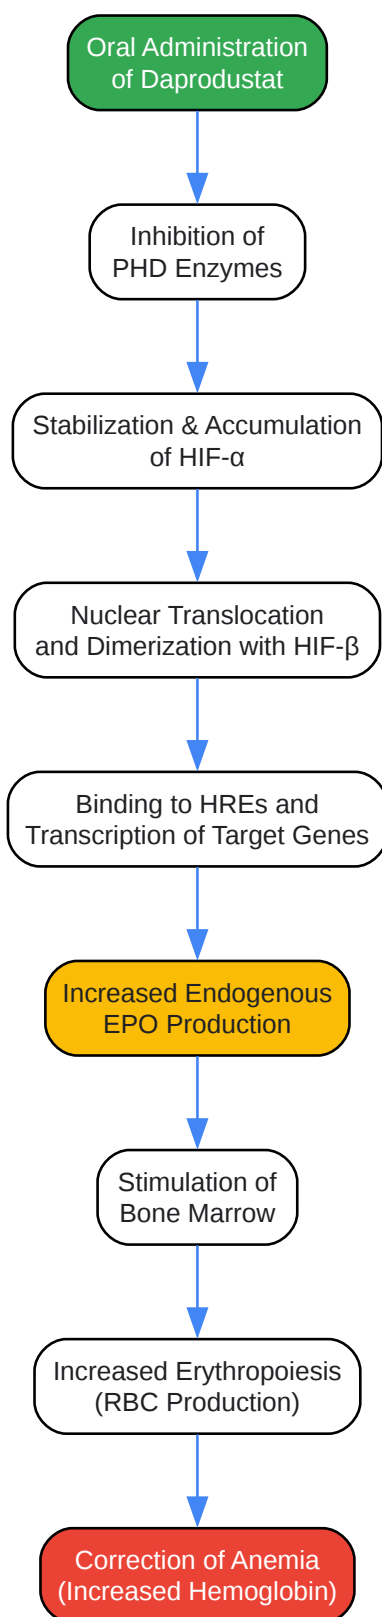 Oral Administration
of Daprodustat
Inhibition of
PHD Enzymes
Stabilization & Accumulation
of HIF-α
Nuclear Translocation
and Dimerization with HIF-β
Binding to HREs and
Transcription of Target Genes
Increased Endogenous
EPO Production
Stimulation of
Bone Marrow
Increased Erythropoiesis
(RBC Production)
Correction of Anemia
(Increased Hemoglobin)